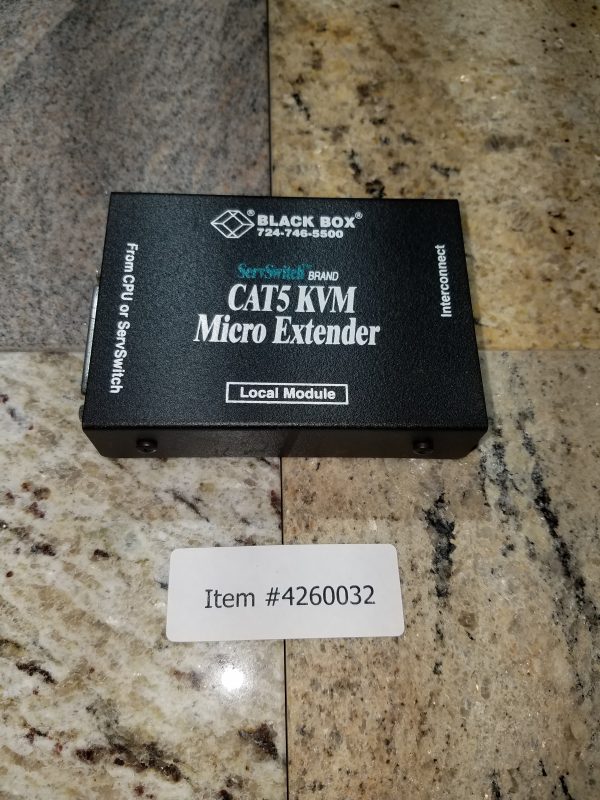 ® BLACK BOX®
724-746-5500
From CPU or ServSwitch
Interconnect
ServSwitch™ BRAND
CAT5 KVM
Micro Extender
Local Module
Item #4260032